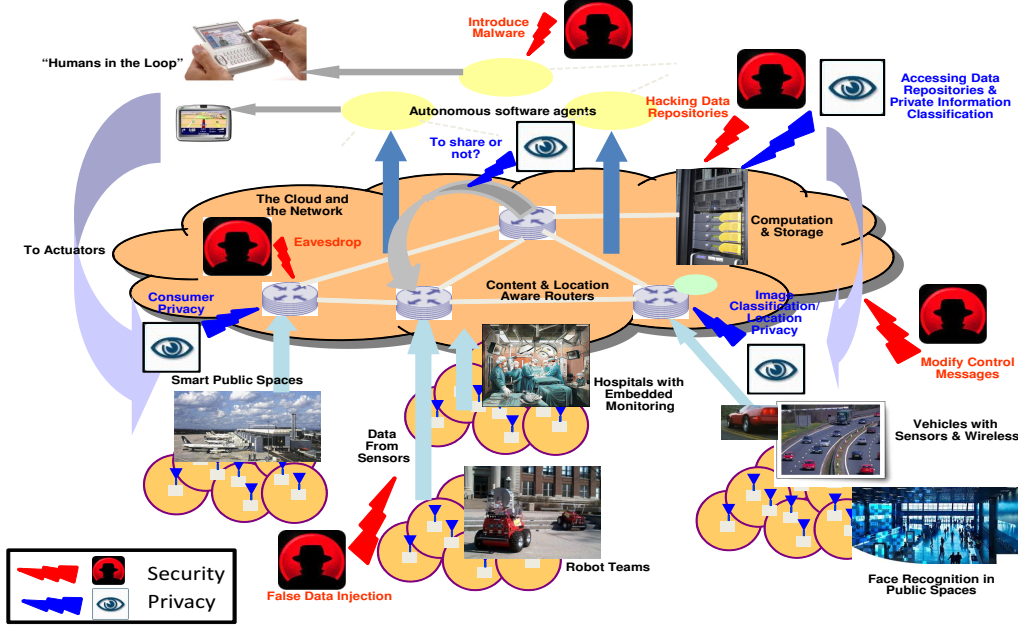 Introduce
Malware
“Humans in the Loop”
Accessing Data
Repositories &
Private Information
Classification
Hacking Data
Repositories
Autonomous software agents
To share or
not?
The Cloud and
the Network
Computation
& Storage
Eavesdrop
To Actuators
Content & Location
Aware Routers
Consumer
Privacy
Image
Classification/
Location
Privacy
Modify Control
Messages
Smart Public Spaces
Hospitals with
Embedded
Monitoring
Vehicles with
Sensors & Wireless
Data
From
Sensors
Robot Teams
False Data Injection
Face Recognition in
Public Spaces
Security
Privacy